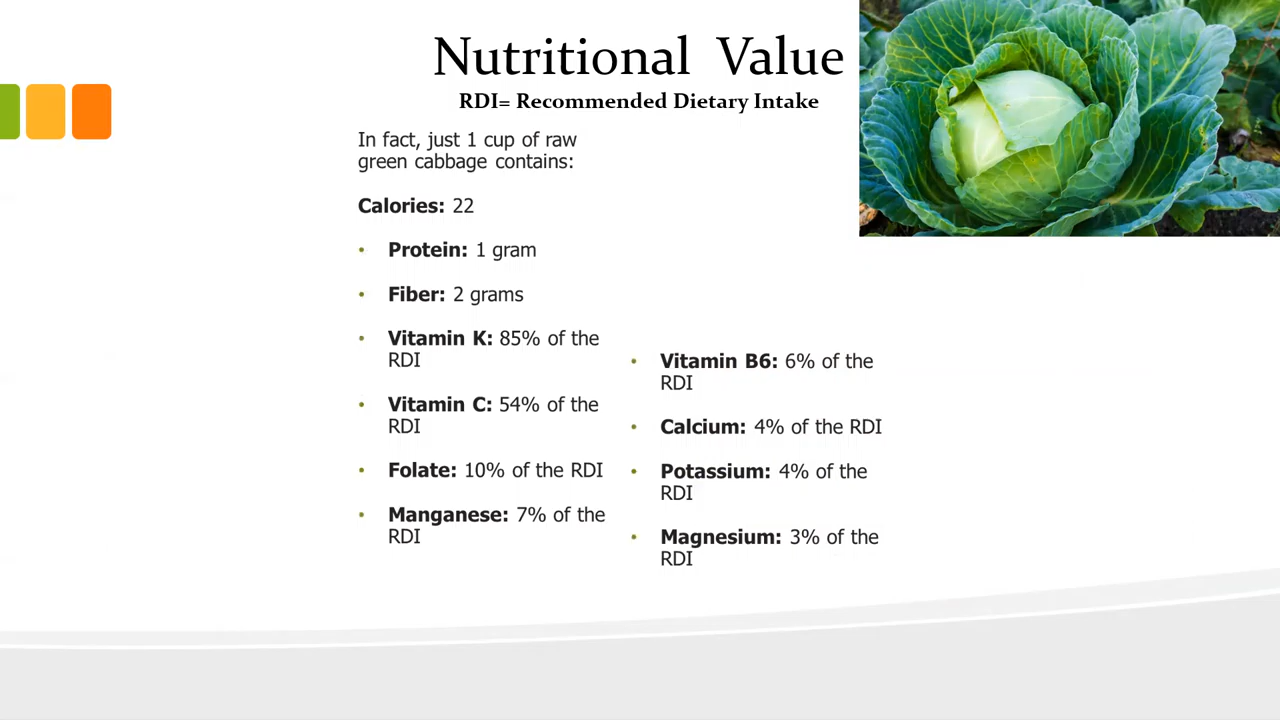 Nutritional Value
RDI= Recommended Dietary Intake
In fact, just 1 cup of raw
green cabbage contains:
Calories: 22
• Protein: 1 gram
• Fiber: 2 grams
• Vitamin K: 85% of the
RDI
• Vitamin C: 54% of the
RDI
• Folate: 10% of the RDI
• Manganese: 7% of the
RDI
• Vitamin B6: 6% of the
RDI
• Calcium: 4% of the RDI
• Potassium: 4% of the
RDI
• Magnesium: 3% of the
RDI